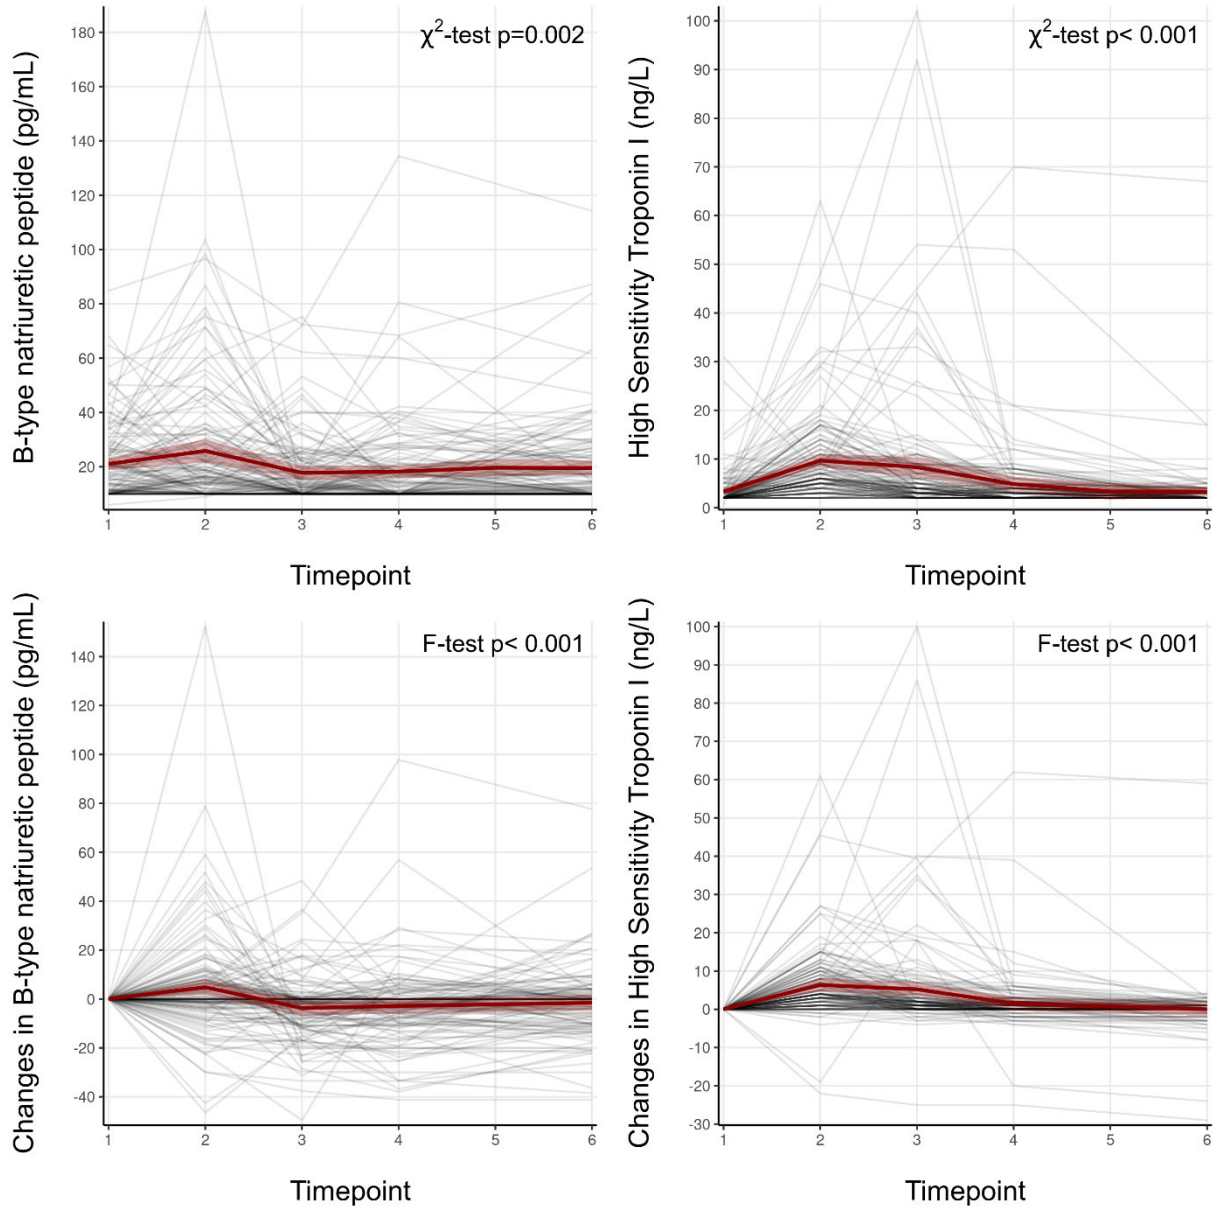 B-type natriuretic peptide (pg/mL)
180
160
140
120
100
80
60
40
20
χ²-test p=0.002
1 2 3 4 5 6
Timepoint
High Sensitivity Troponin I (ng/L)
100
90
80
70
60
50
40
30
20
10
0
χ²-test p< 0.001
1 2 3 4 5 6
Timepoint
Changes in B-type natriuretic peptide (pg/mL)
140
120
100
80
60
40
20
0
-20
-40
F-test p< 0.001
1 2 3 4 5 6
Timepoint
Changes in High Sensitivity Troponin I (ng/L)
100
90
80
70
60
50
40
30
20
10
0
-10
-20
-30
F-test p< 0.001
1 2 3 4 5 6
Timepoint